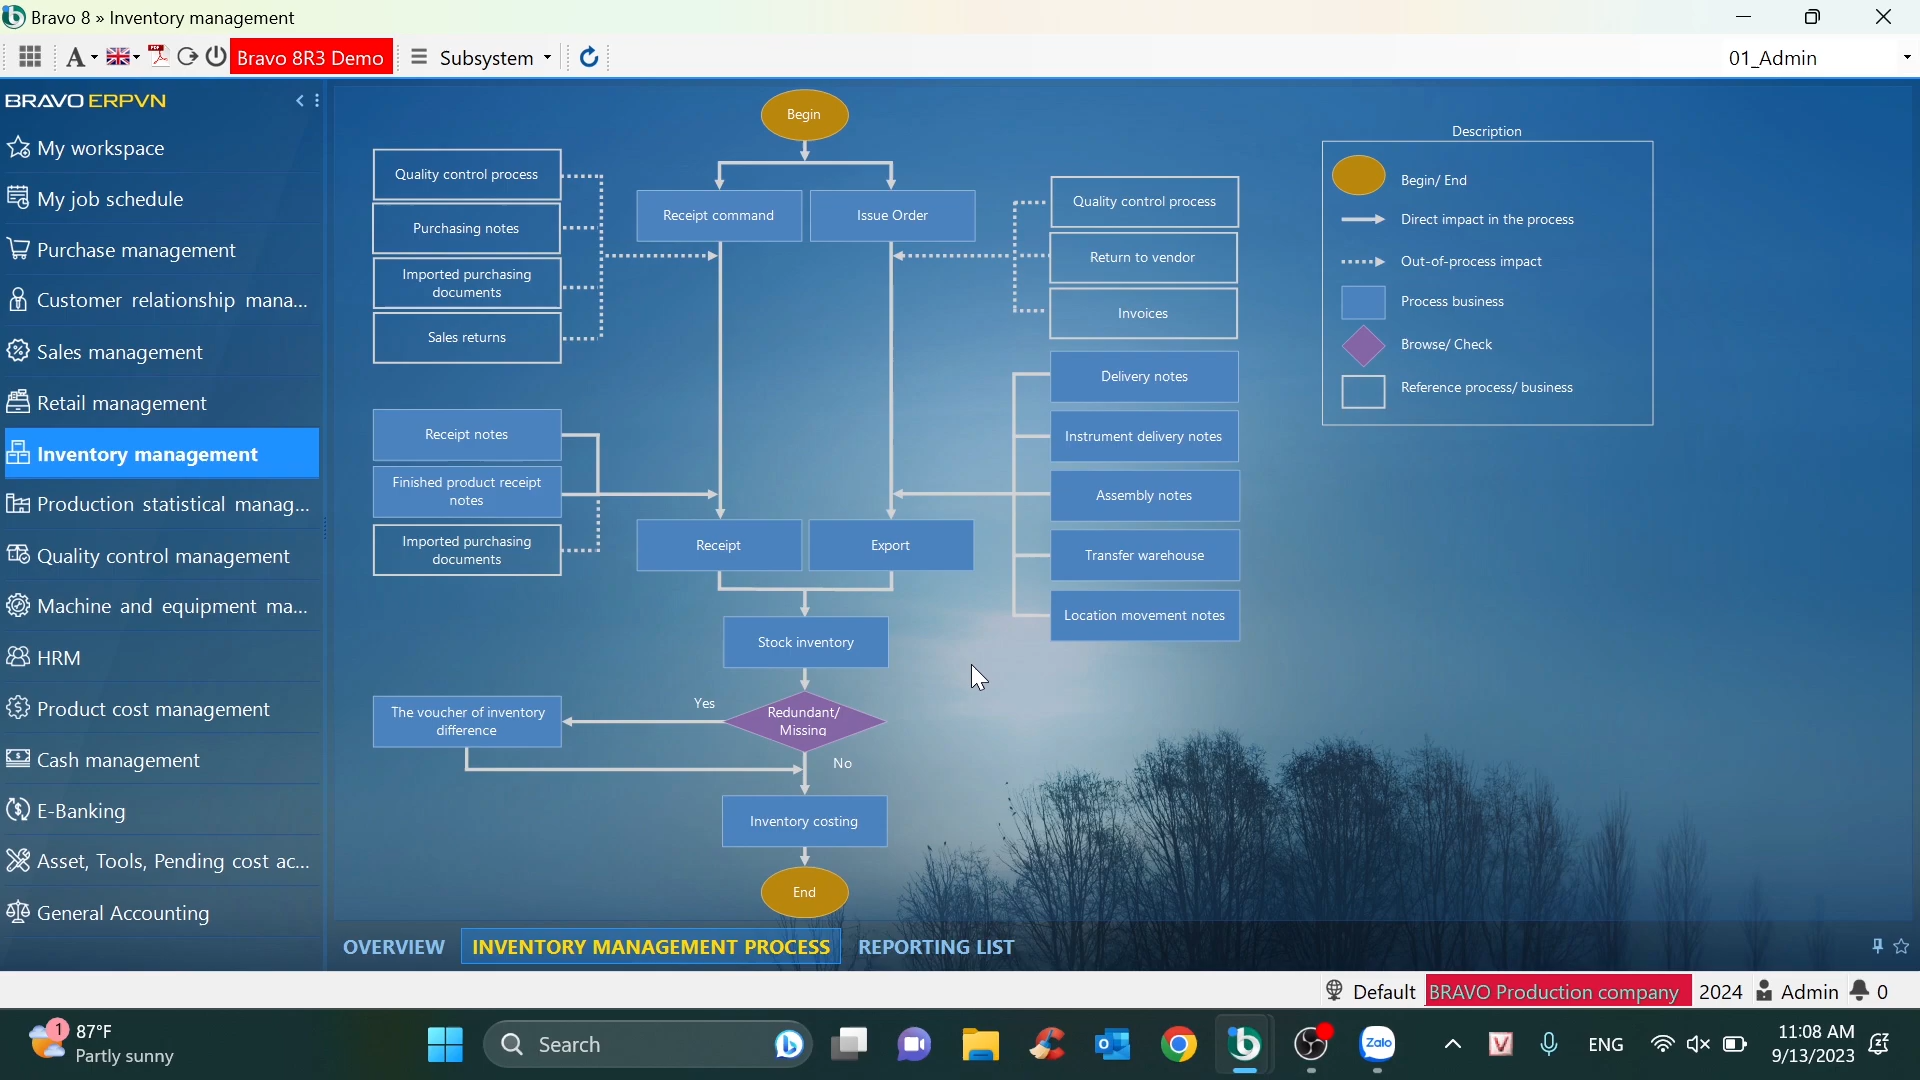 Bravo 8 » Inventory management
Bravo 8R3 Demo
Subsystem
01_Admin
BRAVO ERPVN
My workspace
My job schedule
Purchase management
Customer relationship mana...
Sales management
Retail management
Inventory management
Production statistical manag...
Quality control management
Machine and equipment ma...
HRM
Product cost management
Cash management
E-Banking
Asset, Tools, Pending cost ac...
General Accounting
Begin
Quality control process
Purchasing notes
Imported purchasing
documents
Sales returns
Receipt command
Issue Order
Quality control process
Return to vendor
Invoices
Receipt notes
Finished product receipt
notes
Imported purchasing
documents
Delivery notes
Instrument delivery notes
Assembly notes
Transfer warehouse
Location movement notes
Receipt
Export
Stock inventory
The voucher of inventory
difference
Yes
Redundant/
Missing
No
Inventory costing
End
Description
Begin/ End
Direct impact in the process
Out-of-process impact
Process business
Browse/ Check
Reference process/ business
OVERVIEW
INVENTORY MANAGEMENT PROCESS
REPORTING LIST
Default
BRAVO Production company
2024
Admin
0
1
87°F
Partly sunny
Search
Zalo
ENG
11:08 AM
9/13/2023